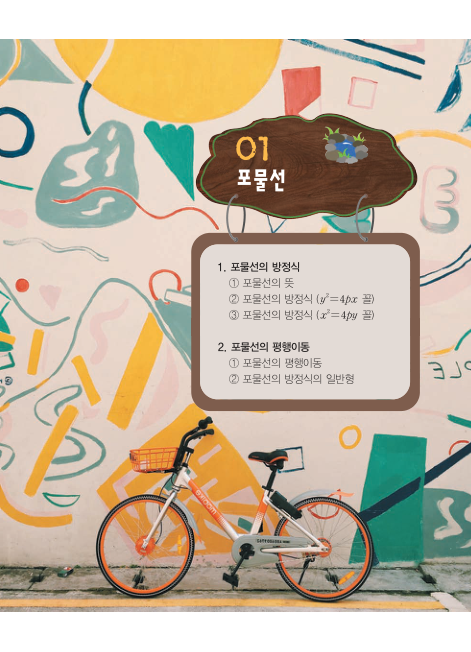 01
포물선
1. 포물선의 방정식
① 포물선의 뜻
② 포물선의 방정식 (y²=4px 꼴)
③ 포물선의 방정식 (x²=4py 꼴)
2. 포물선의 평행이동
① 포물선의 평행이동
② 포물선의 방정식의 일반형